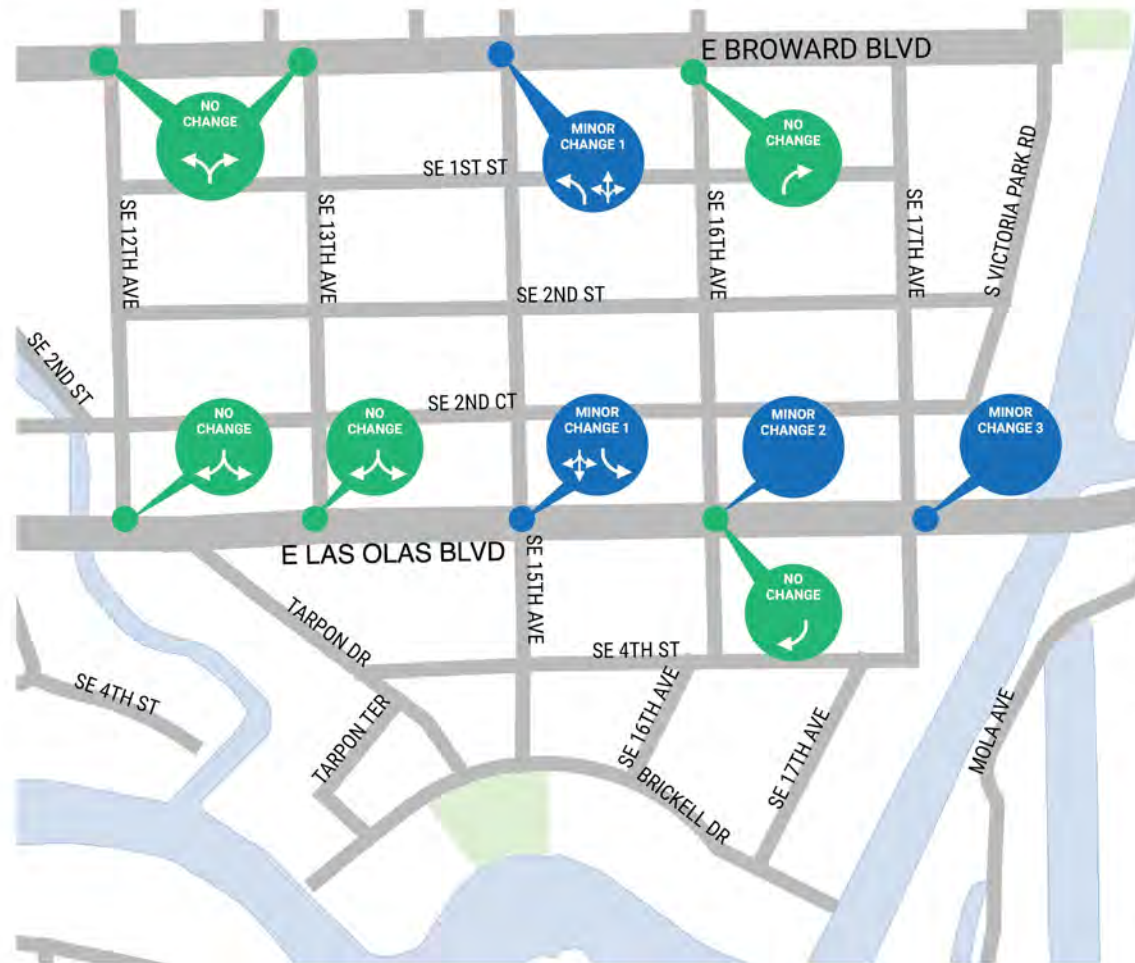 E BROWARD BLVD
NO
CHANGE
MINOR
CHANGE 1
NO
CHANGE
SE 1ST ST
SE 12TH AVE
SE 13TH AVE
SE 16TH AVE
SE 17TH AVE
S VICTORIA PARK RD
SE 2ND ST
SE 2ND ST
SE 2ND CT
NO
CHANGE
NO
CHANGE
MINOR
CHANGE 1
MINOR
CHANGE 2
MINOR
CHANGE 3
E LAS OLAS BLVD
SE 15TH AVE
NO
CHANGE
TARPON DR
SE 4TH ST
SE 4TH ST
TARPON TER
SE 16TH AVE
SE 17TH AVE
MOLA AVE
BRICKELL DR